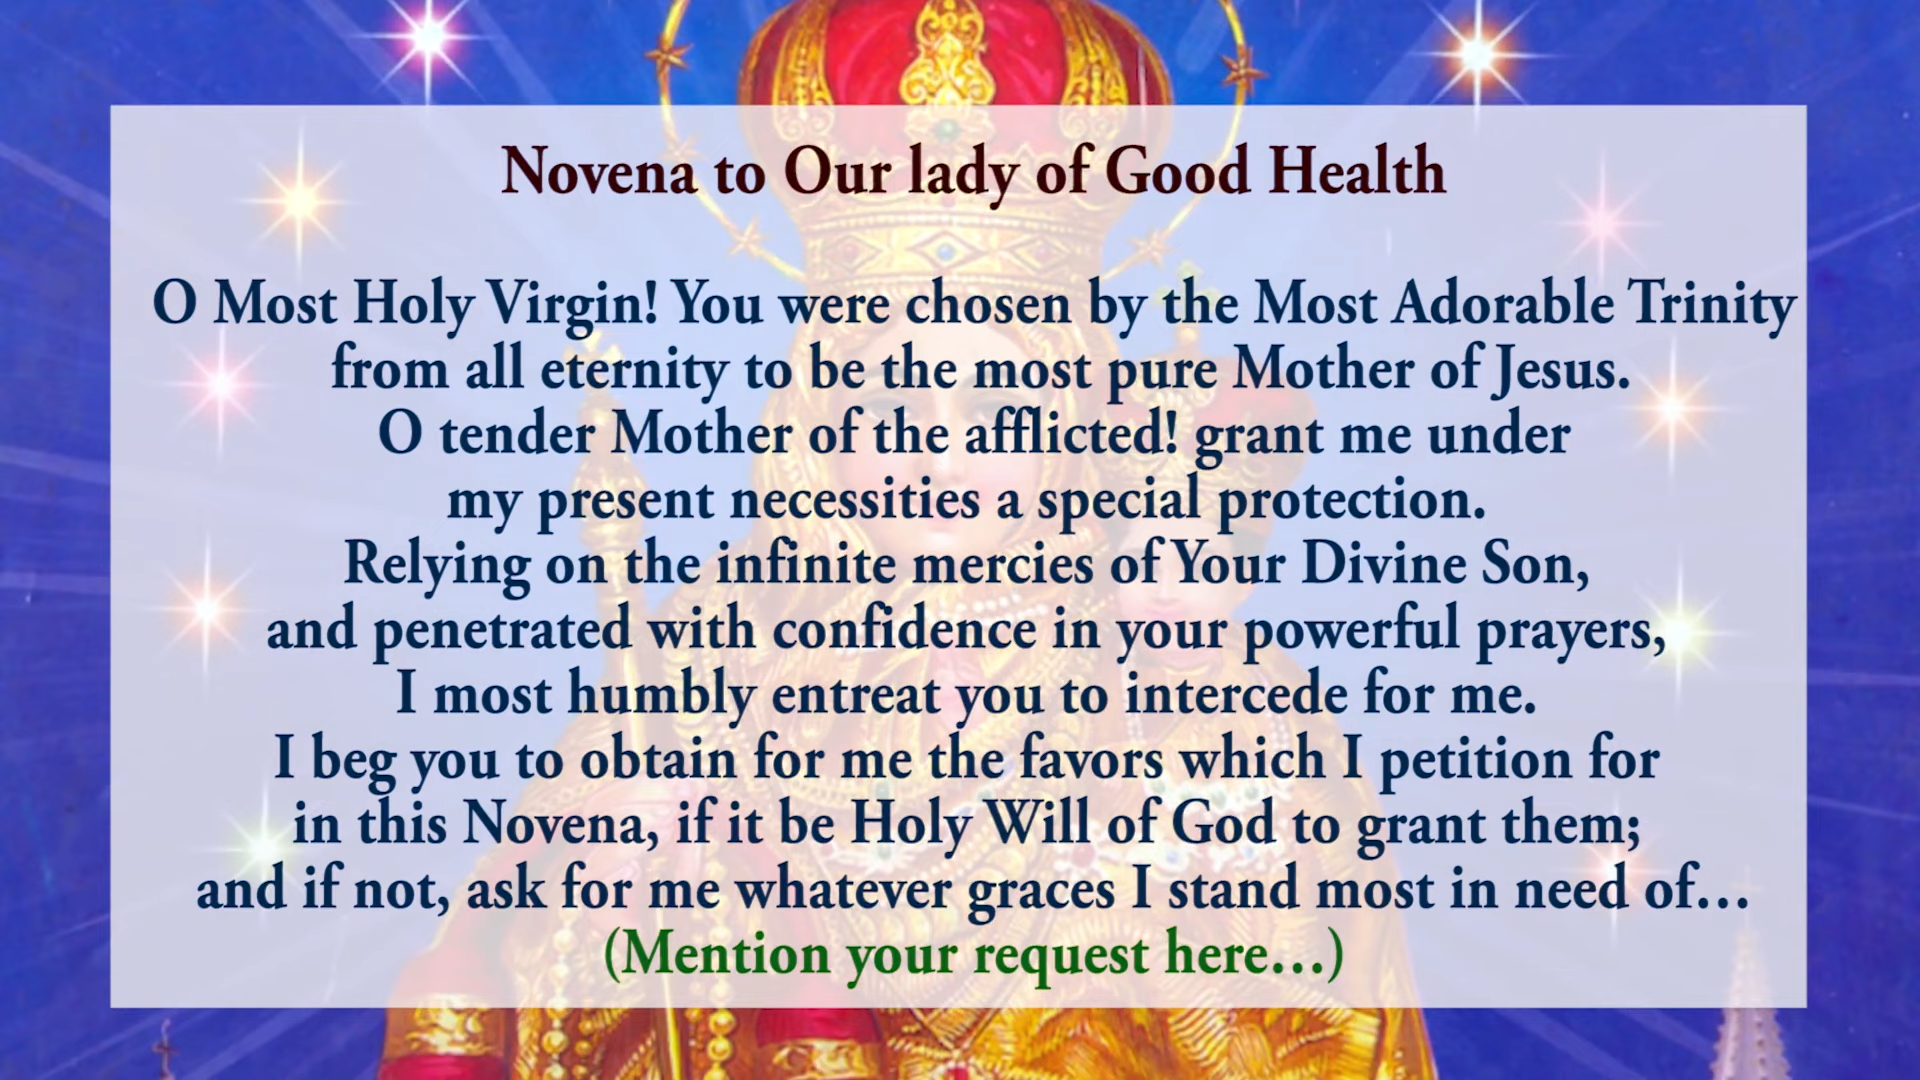 Novena to Our lady of Good Health
O Most Holy Virgin! You were chosen by the Most Adorable Trinity
from all eternity to be the most pure Mother of Jesus.
O tender Mother of the afflicted! grant me under
my present necessities a special protection.
Relying on the infinite mercies of Your Divine Son,
and penetrated with confidence in your powerful prayers,
I most humbly entreat you to intercede for me.
I beg you to obtain for me the favors which I petition for
in this Novena, if it be Holy Will of God to grant them;
and if not, ask for me whatever graces I stand most in need of...
(Mention your request here...)